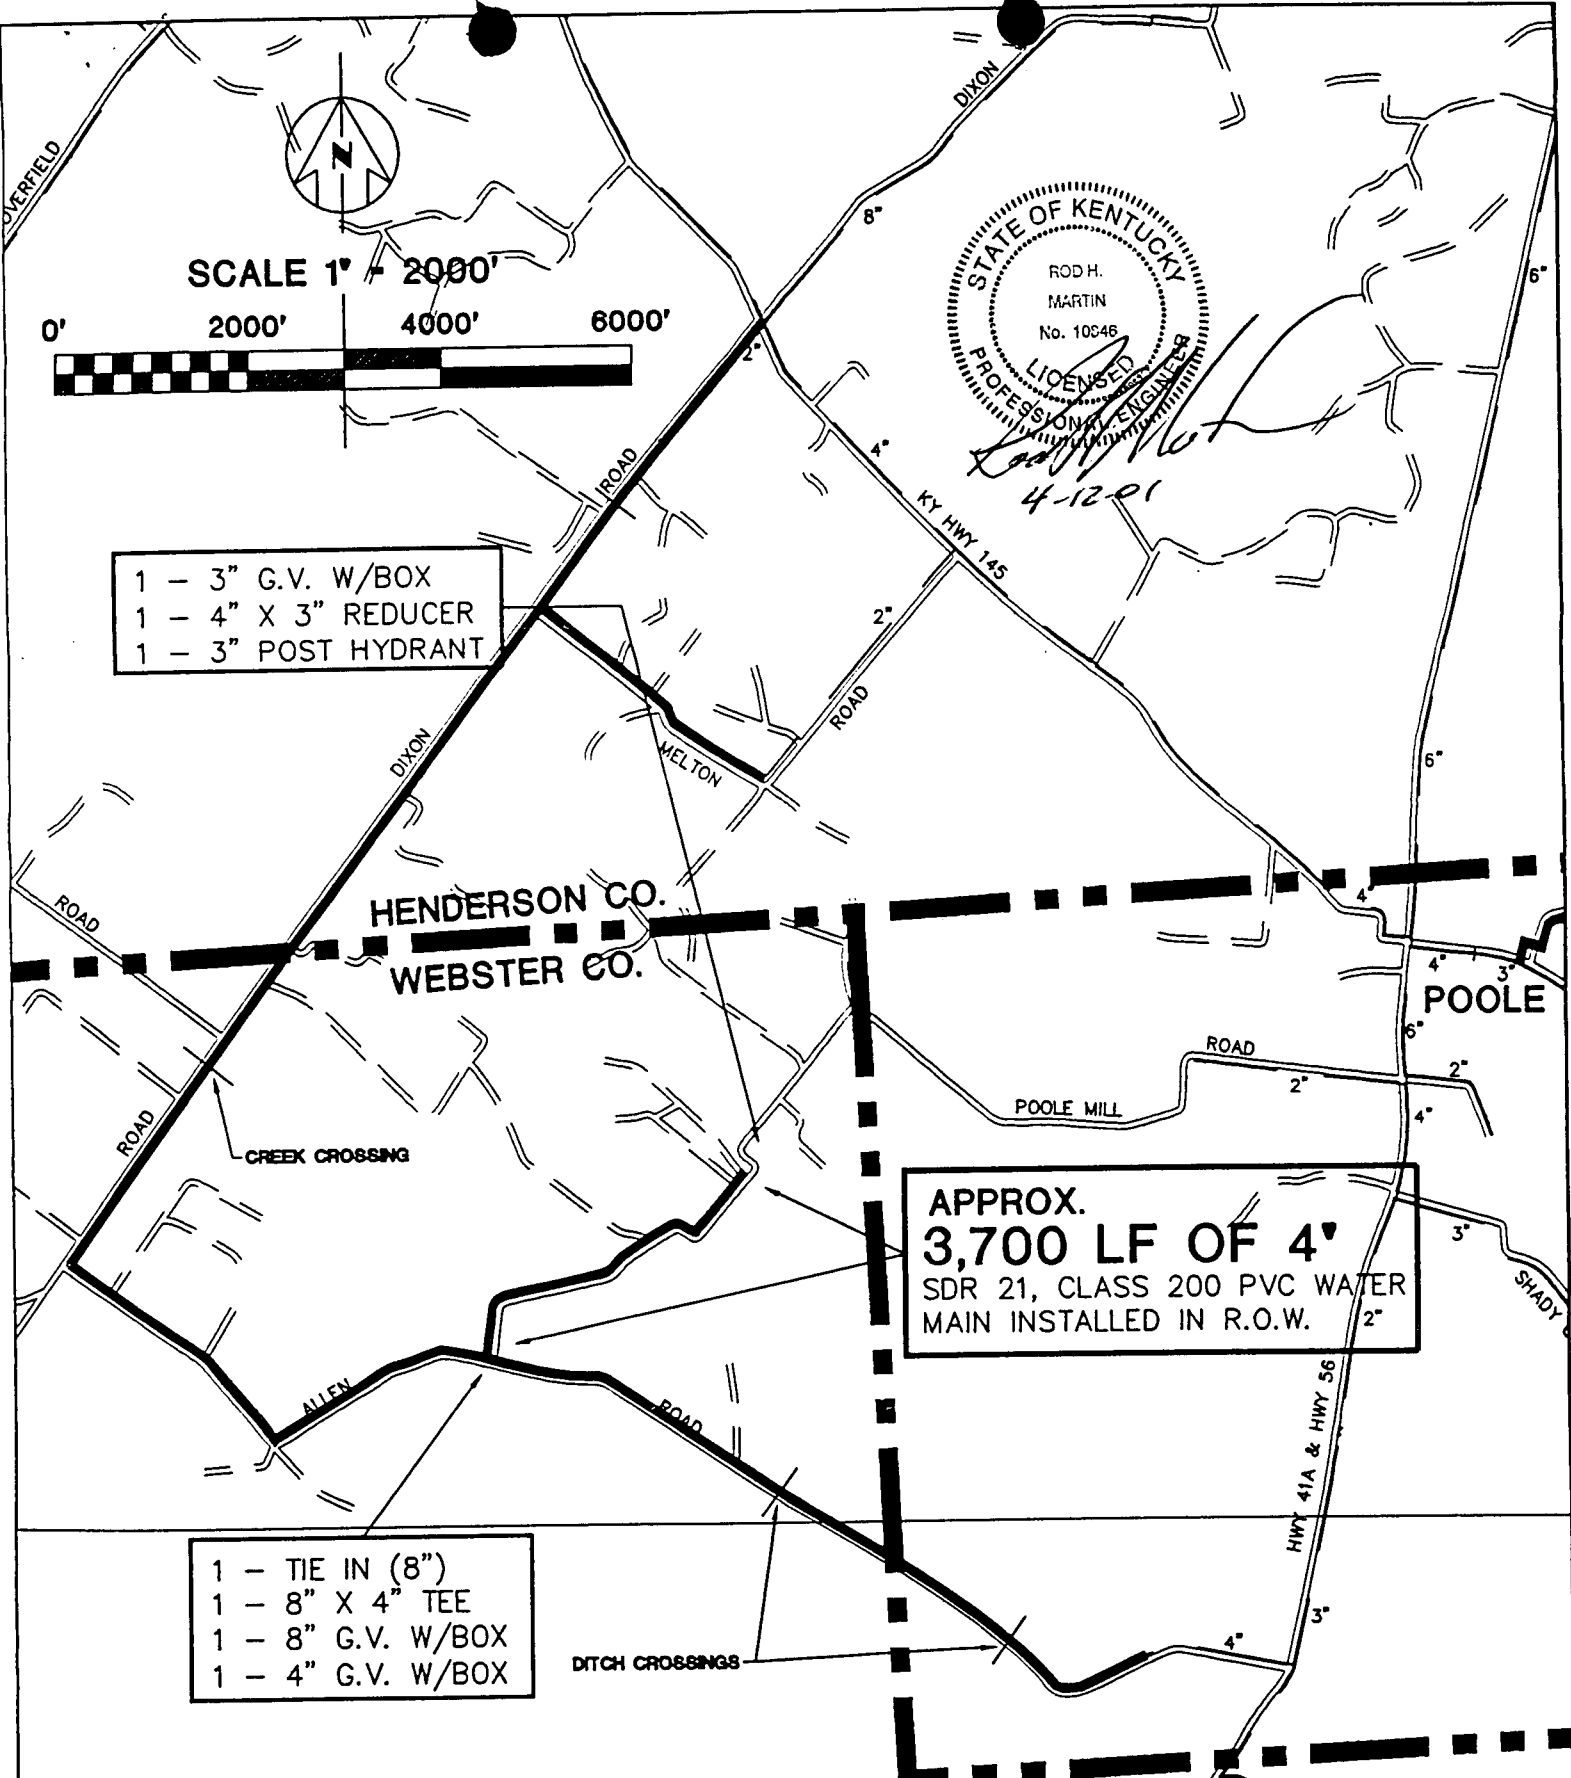 DIXON
OVERFIELD
N
STATE OF KENTUCKY
ROD H.
MARTIN
LICENSED
PROFESSIONAL ENGINEER
4-12-01
8"
6"
SCALE 1" = 2000'
0' 2000' 4000' 6000'
2"
4"
KY HWY 145
ROAD
1 - 3" G.V. W/BOX
1 - 4" X 3" REDUCER
1 - 3" POST HYDRANT
2"
ROAD
MELTON
DIXON
6"
ROAD
HENDERSON CO.
WEBSTER CO.
4"
4"
3"
POOLE
6"
ROAD
2"
2"
POOLE MILL
4"
ROAD
CREEK CROSSING
APPROX.
3,700 LF OF 4"
SDR 21, CLASS 200 PVC WATER
MAIN INSTALLED IN R.O.W.
3"
SHADY
2"
ALLEN
ROAD
HWY 41A & HWY 56
1 - TIE IN (8")
1 - 8" X 4" TEE
1 - 8" G.V. W/BOX
1 - 4" G.V. W/BOX
DITCH CROSSINGS
4"
3"